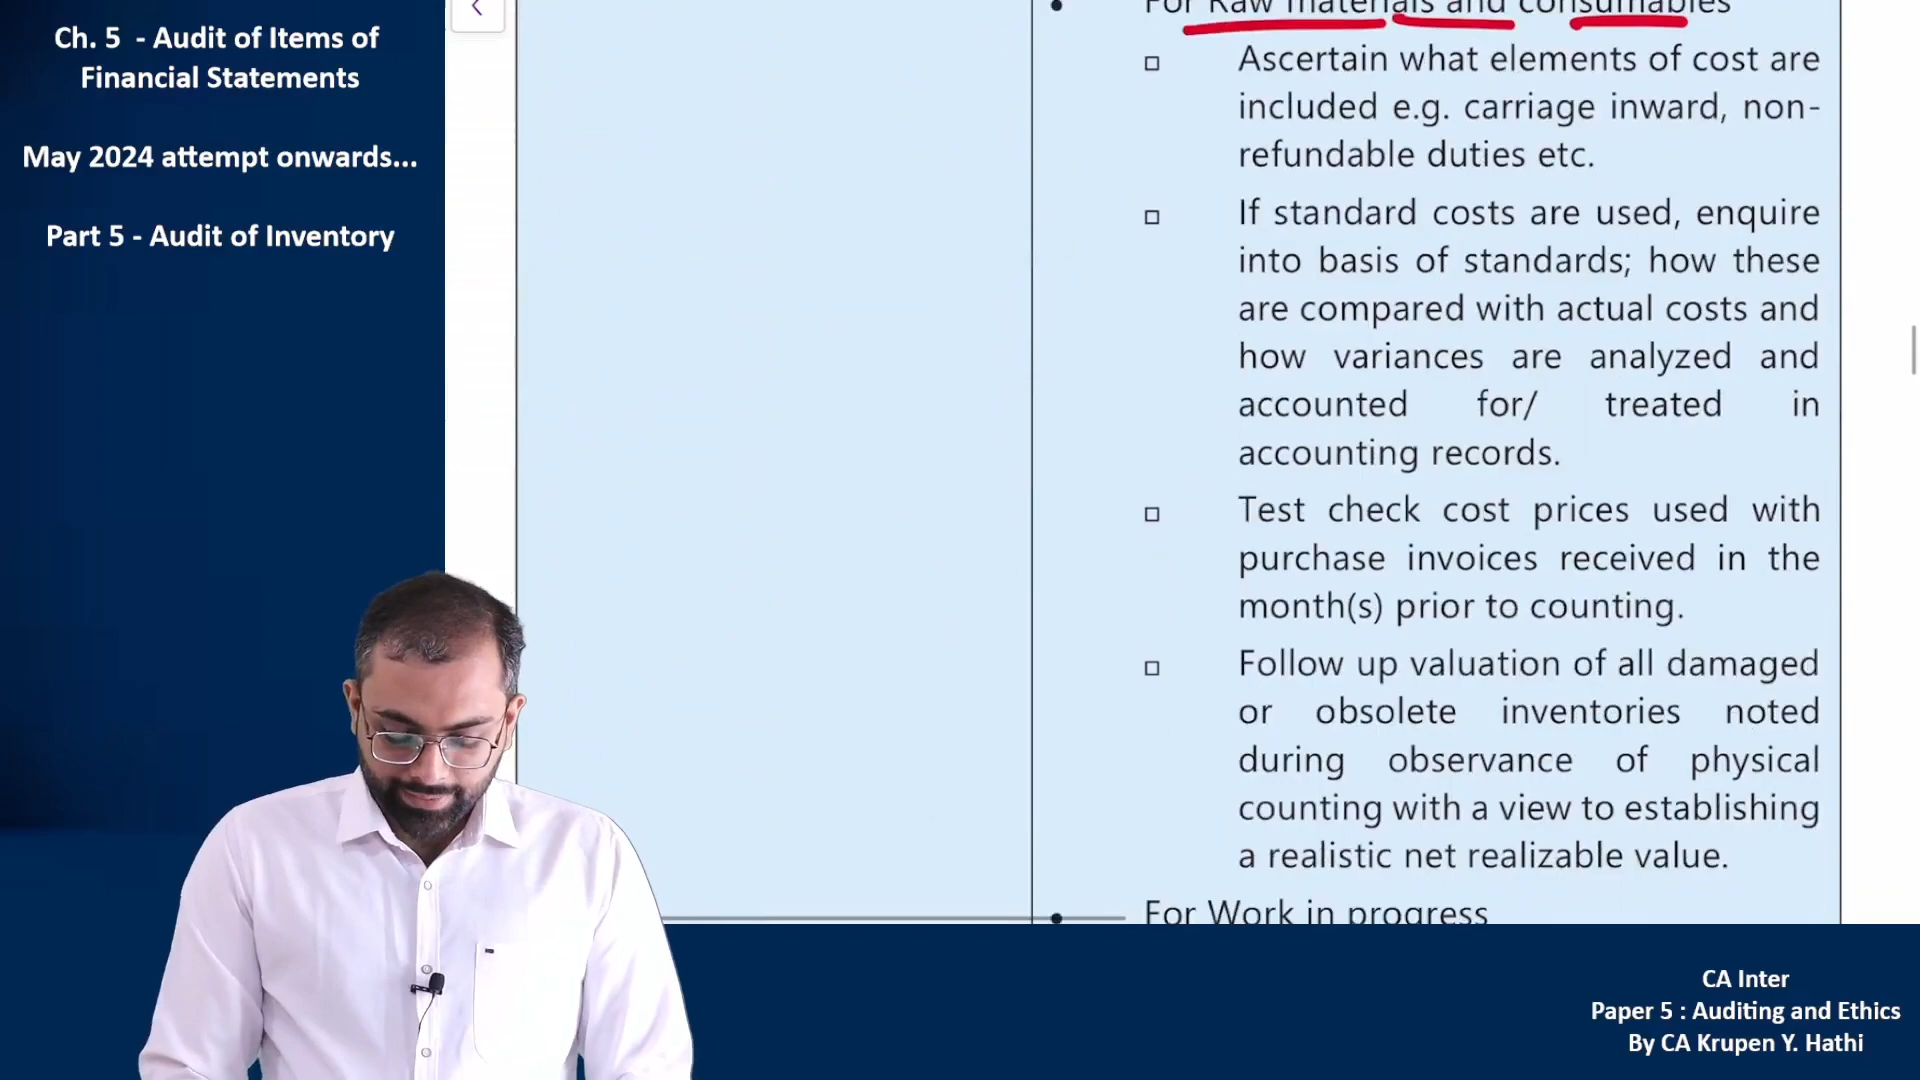 Ch. 5 - Audit of Items of
Financial Statements
May 2024 attempt onwards...
Part 5 - Audit of Inventory
For Raw materials and consumables
Ascertain what elements of cost are
included e.g. carriage inward, non-
refundable duties etc.
If standard costs are used, enquire
into basis of standards; how these
are compared with actual costs and
how variances are analyzed and
accounted for/ treated in
accounting records.
Test check cost prices used with
purchase invoices received in the
month(s) prior to counting.
Follow up valuation of all damaged
or obsolete inventories noted
during observance of physical
counting with a view to establishing
a realistic net realizable value.
For Work in progress
CA Inter
Paper 5 : Auditing and Ethics
By CA Krupen Y. Hathi